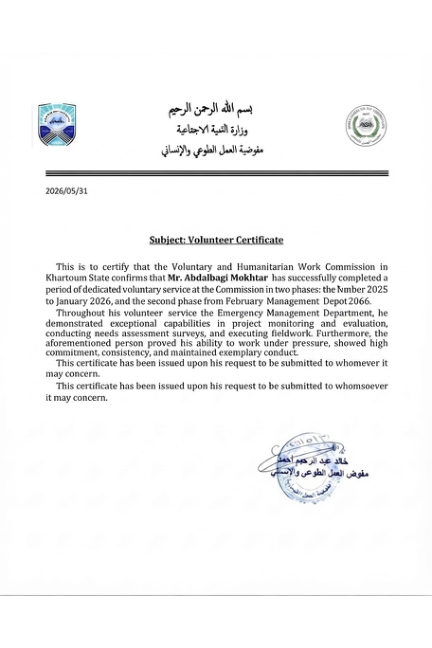 بسم الله الرحمن الرحيم
وزارة التنمية الاجتماعية
مفوضية العمل الطوعي والإنساني
2026/05/31
Subject: Volunteer Certificate
This is to certify that the Voluntary and Humanitarian Work Commission in
Khartoum State confirms that Mr. Abdalbagi Mokhtar has successfully completed a
period of dedicated voluntary service at the Commission in two phases: the Nmber 2025
to January 2026, and the second phase from February Management Depot2066.
Throughout his volunteer service the Emergency Management Department, he
demonstrated exceptional capabilities in project monitoring and evaluation,
conducting needs assessment surveys, and executing fieldwork. Furthermore, the
aforementioned person proved his ability to work under pressure, showed high
commitment, consistency, and maintained exemplary conduct.
This certificate has been issued upon his request to be submitted to whomever it
may concern.
This certificate has been issued upon his request to be submitted to whomsoever
it may concern.
خالد عبد الرحيم أحمد
مفوض العمل الطوعي والإنساني